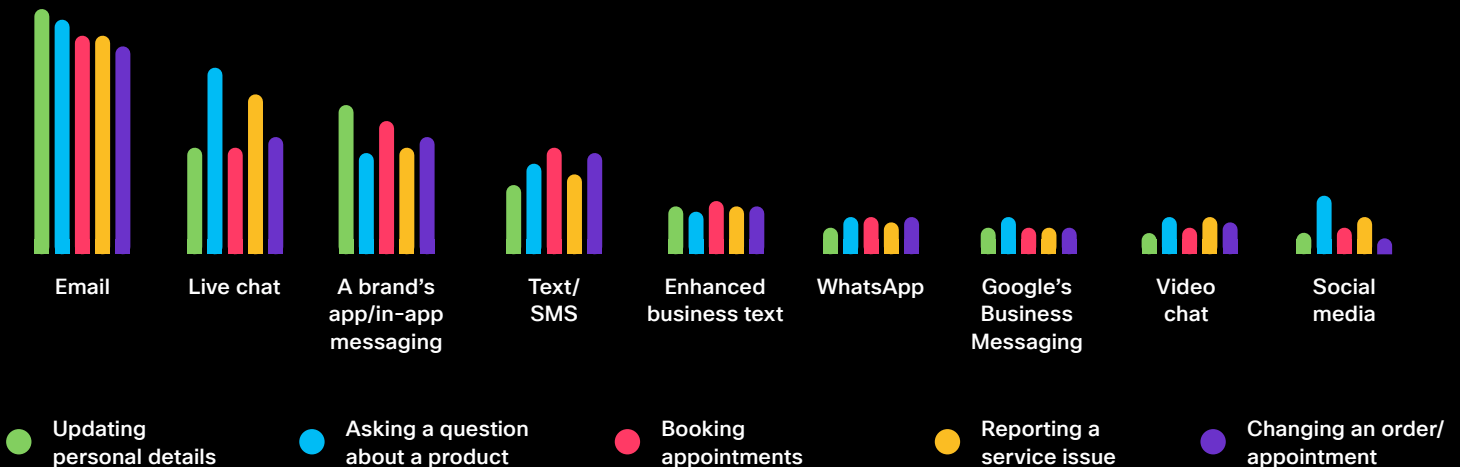 Email
Live chat
A brand’s
app/in-app
messaging
Text/
SMS
Enhanced
business text
WhatsApp
Google’s
Business
Messaging
Video
chat
Social
media
Updating
personal details
Asking a question
about a product
Booking
appointments
Reporting a
service issue
Changing an order/
appointment